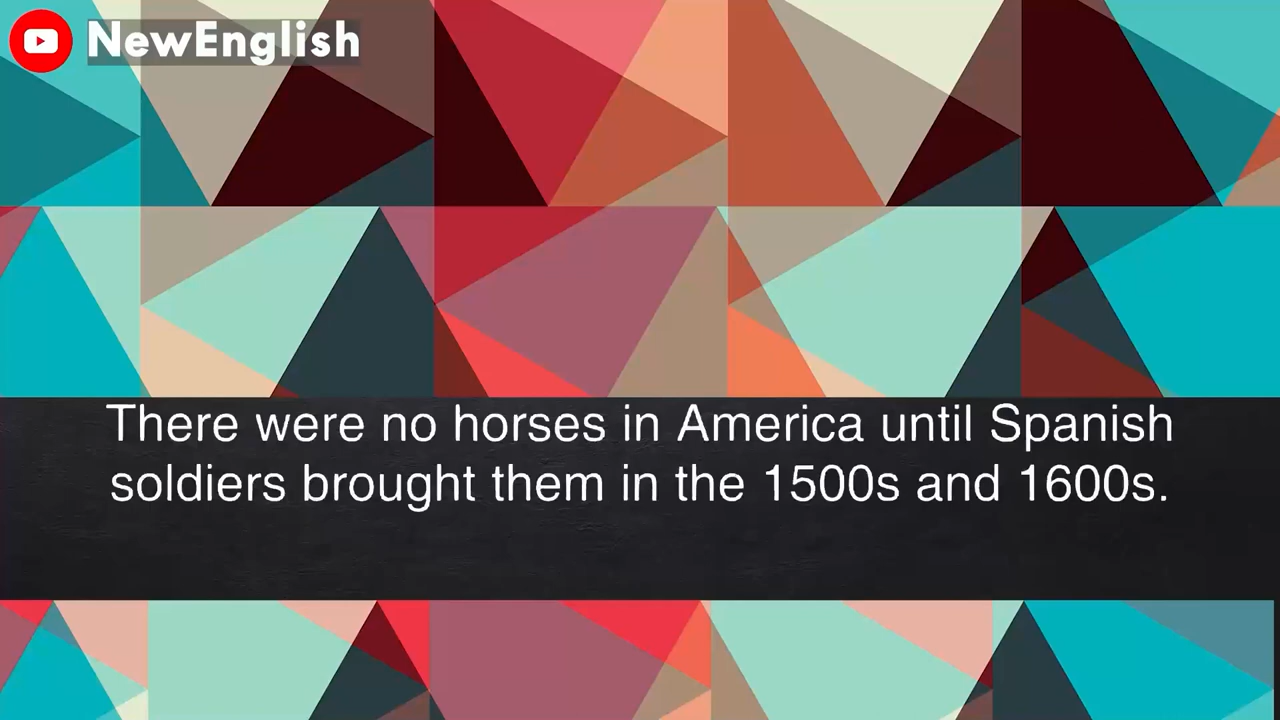 NewEnglish
There were no horses in America until Spanish
soldiers brought them in the 1500s and 1600s.